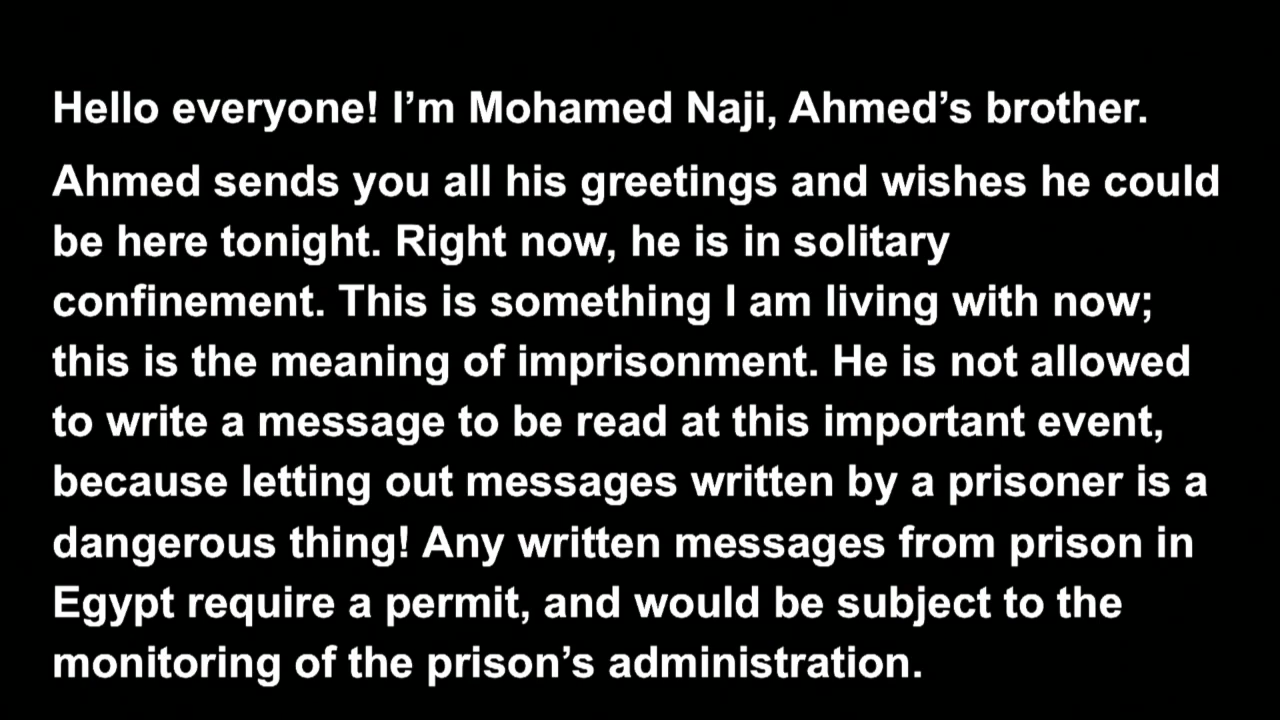 Hello everyone! I’m Mohamed Naji, Ahmed’s brother.
Ahmed sends you all his greetings and wishes he could
be here tonight. Right now, he is in solitary
confinement. This is something I am living with now;
this is the meaning of imprisonment. He is not allowed
to write a message to be read at this important event,
because letting out messages written by a prisoner is a
dangerous thing! Any written messages from prison in
Egypt require a permit, and would be subject to the
monitoring of the prison’s administration.